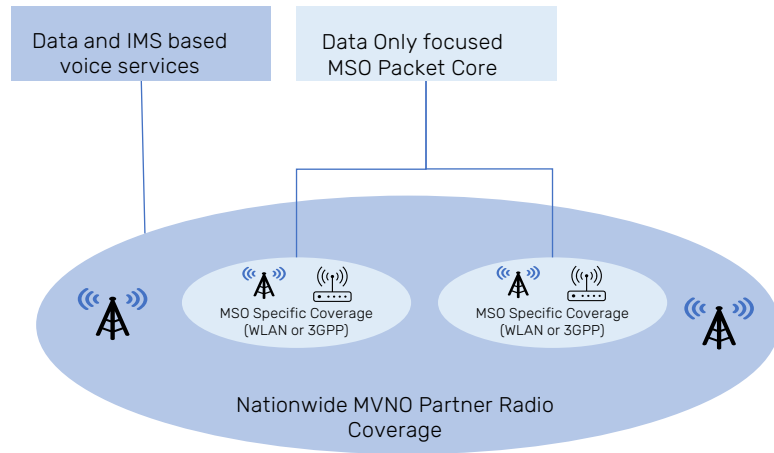 Data and IMS based
voice services
Data Only focused
MSO Packet Core
MSO Specific Coverage
(WLAN or 3GPP)
MSO Specific Coverage
(WLAN or 3GPP)
Nationwide MVNO Partner Radio
Coverage